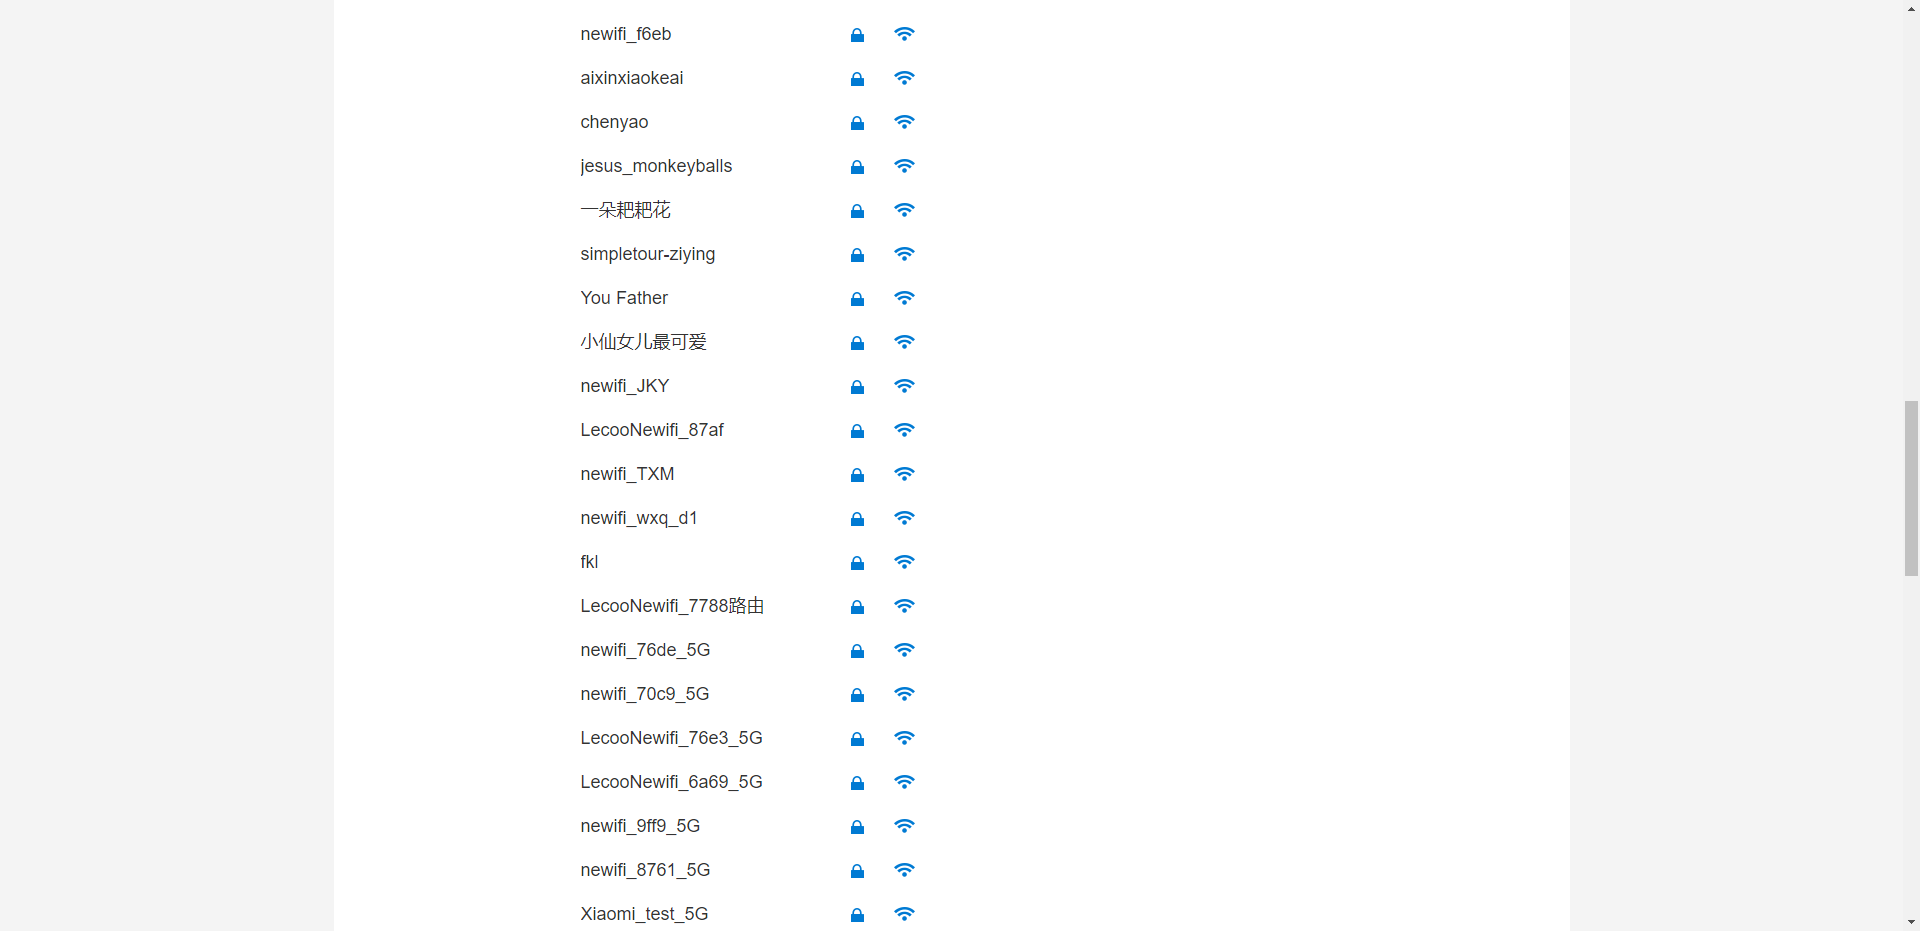 newifi_f6eb
aixinxiaokeai
chenyao
jesus_monkeyballs
一朵耙耙花
simpletour-ziying
You Father
小仙女儿最可爱
newifi_JKY
LecooNewifi_87af
newifi_TXM
newifi_wxq_d1
fkl
LecooNewifi_7788路由
newifi_76de_5G
newifi_70c9_5G
LecooNewifi_76e3_5G
LecooNewifi_6a69_5G
newifi_9ff9_5G
newifi_8761_5G
Xiaomi_test_5G